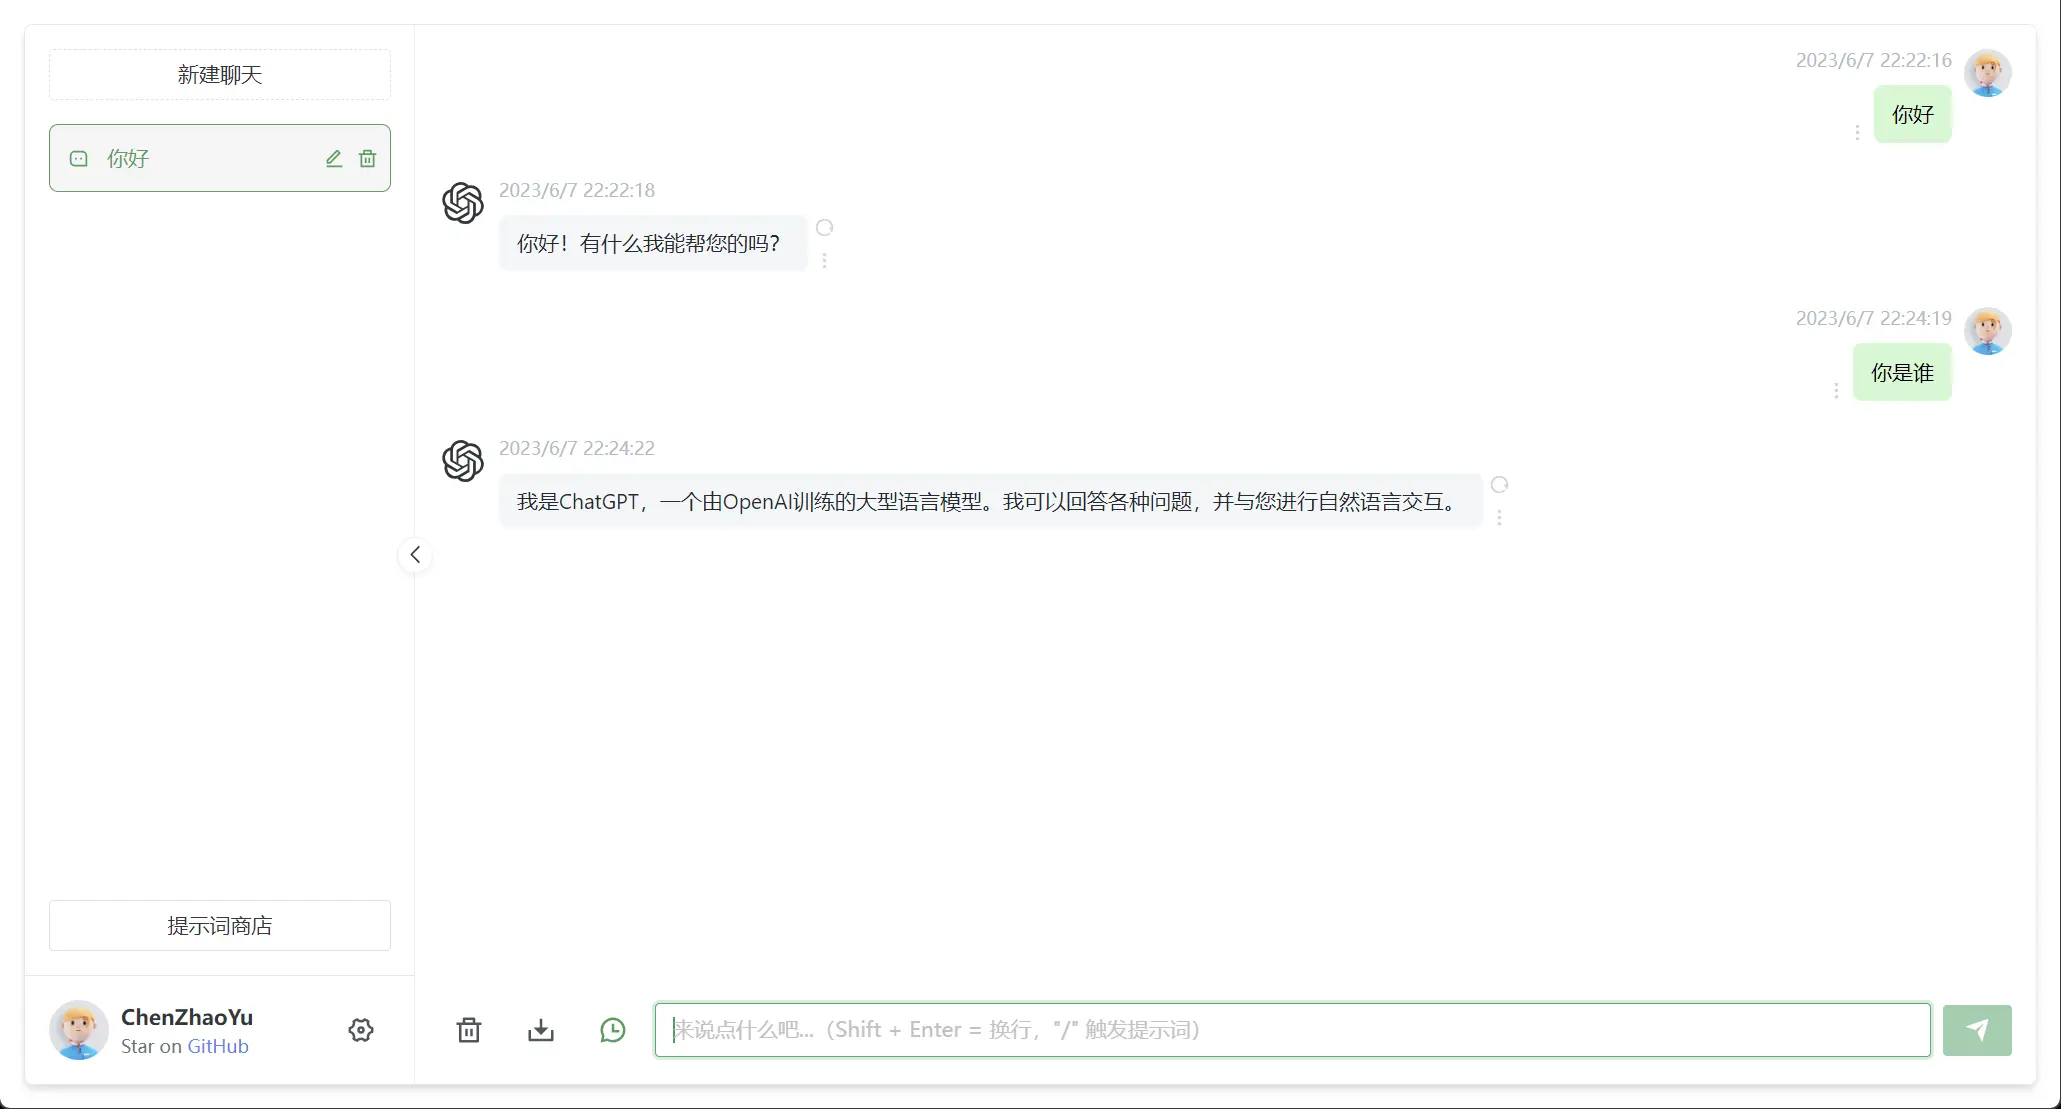 新建聊天
你好
提示词商店
ChenZhaoYu
Star on GitHub
2023/6/7 22:22:16
你好
2023/6/7 22:22:18
你好！有什么我能帮您的吗？
2023/6/7 22:24:19
你是谁
2023/6/7 22:24:22
我是ChatGPT，一个由OpenAI训练的大型语言模型。我可以回答各种问题，并与您进行自然语言交互。
来说点什么吧...（Shift + Enter = 换行，"/" 触发提示词）